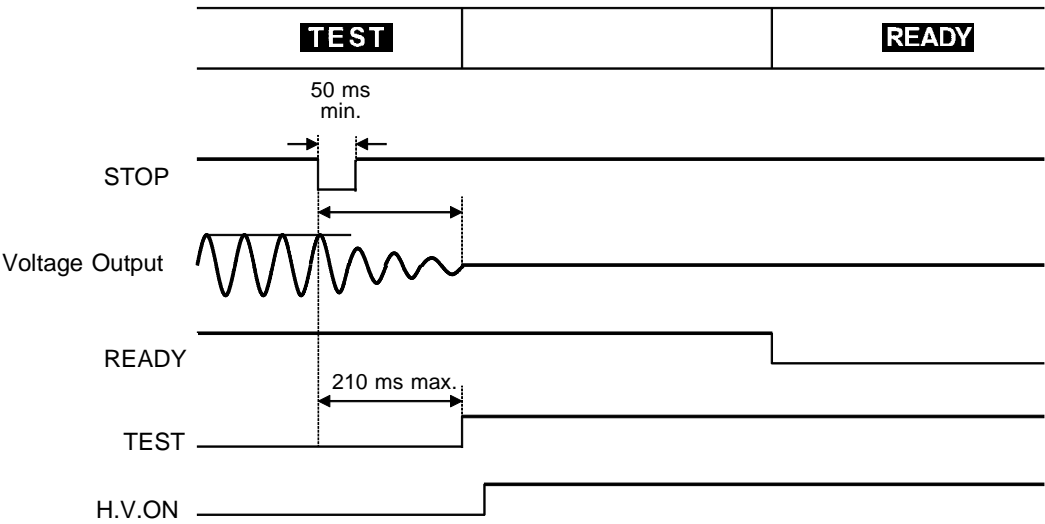 TEST
READY
50 ms
min.
STOP
Voltage Output
READY
210 ms max.
TEST
H.V.ON